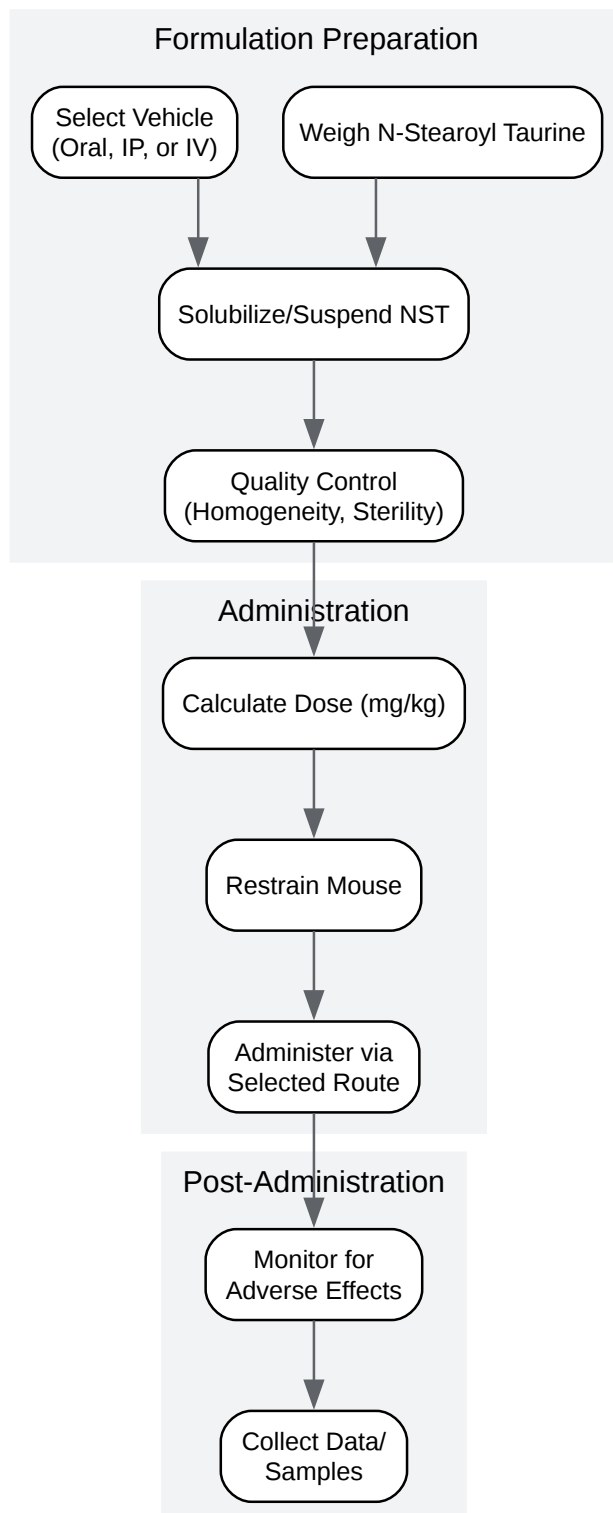 Formulation Preparation
Select Vehicle
(Oral, IP, or IV)
Weigh N-Stearoyl Taurine
Solubilize/Suspend NST
Quality Control
(Homogeneity, Sterility)
Administration
Calculate Dose (mg/kg)
Restrain Mouse
Administer via
Selected Route
Post-Administration
Monitor for
Adverse Effects
Collect Data/
Samples